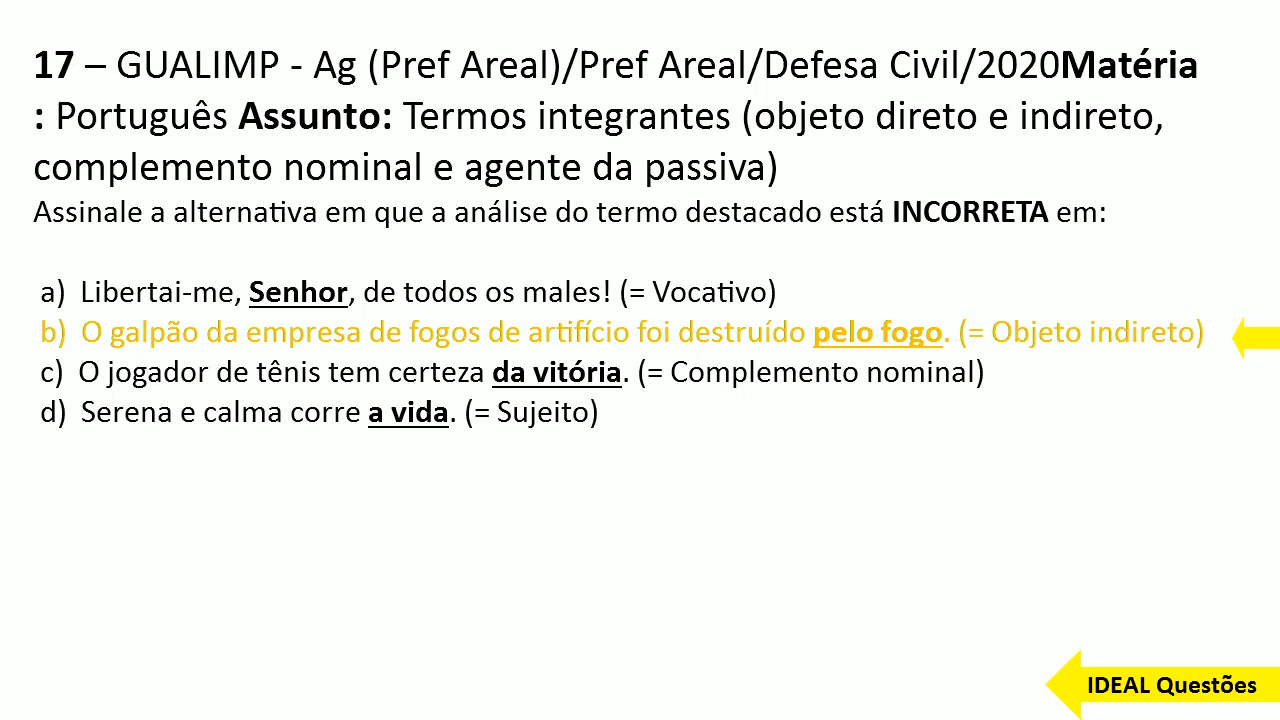 17 – GUALIMP - Ag (Pref Areal)/Pref Areal/Defesa Civil/2020Matéria
: Português Assunto: Termos integrantes (objeto direto e indireto,
complemento nominal e agente da passiva)
Assinale a alternativa em que a análise do termo destacado está INCORRETA em:
a) Libertai-me, Senhor, de todos os males! (= Vocativo)
b) O galpão da empresa de fogos de artifício foi destruído pelo fogo. (= Objeto indireto)
c) O jogador de tênis tem certeza da vitória. (= Complemento nominal)
d) Serena e calma corre a vida. (= Sujeito)
IDEAL Questões